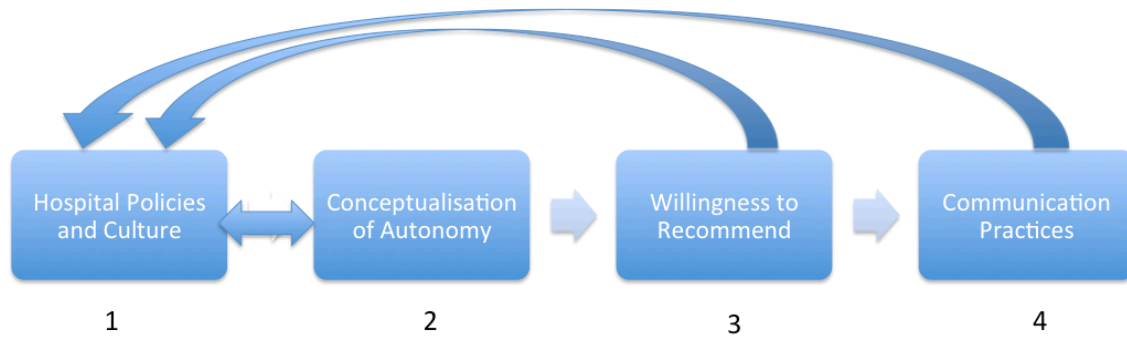 Hospital Policies
and Culture
Conceptualisation
of Autonomy
Willingness to
Recommend
Communication
Practices
1
2
3
4